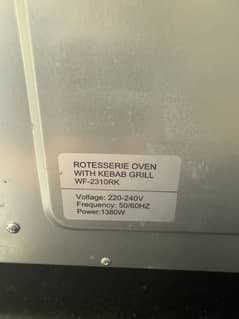 ROTESSERIE OVEN
WITH KEBAB GRILL
WF-2310RK
Voltage: 220-240V
Frequency: 50/60HZ
Power:1380W